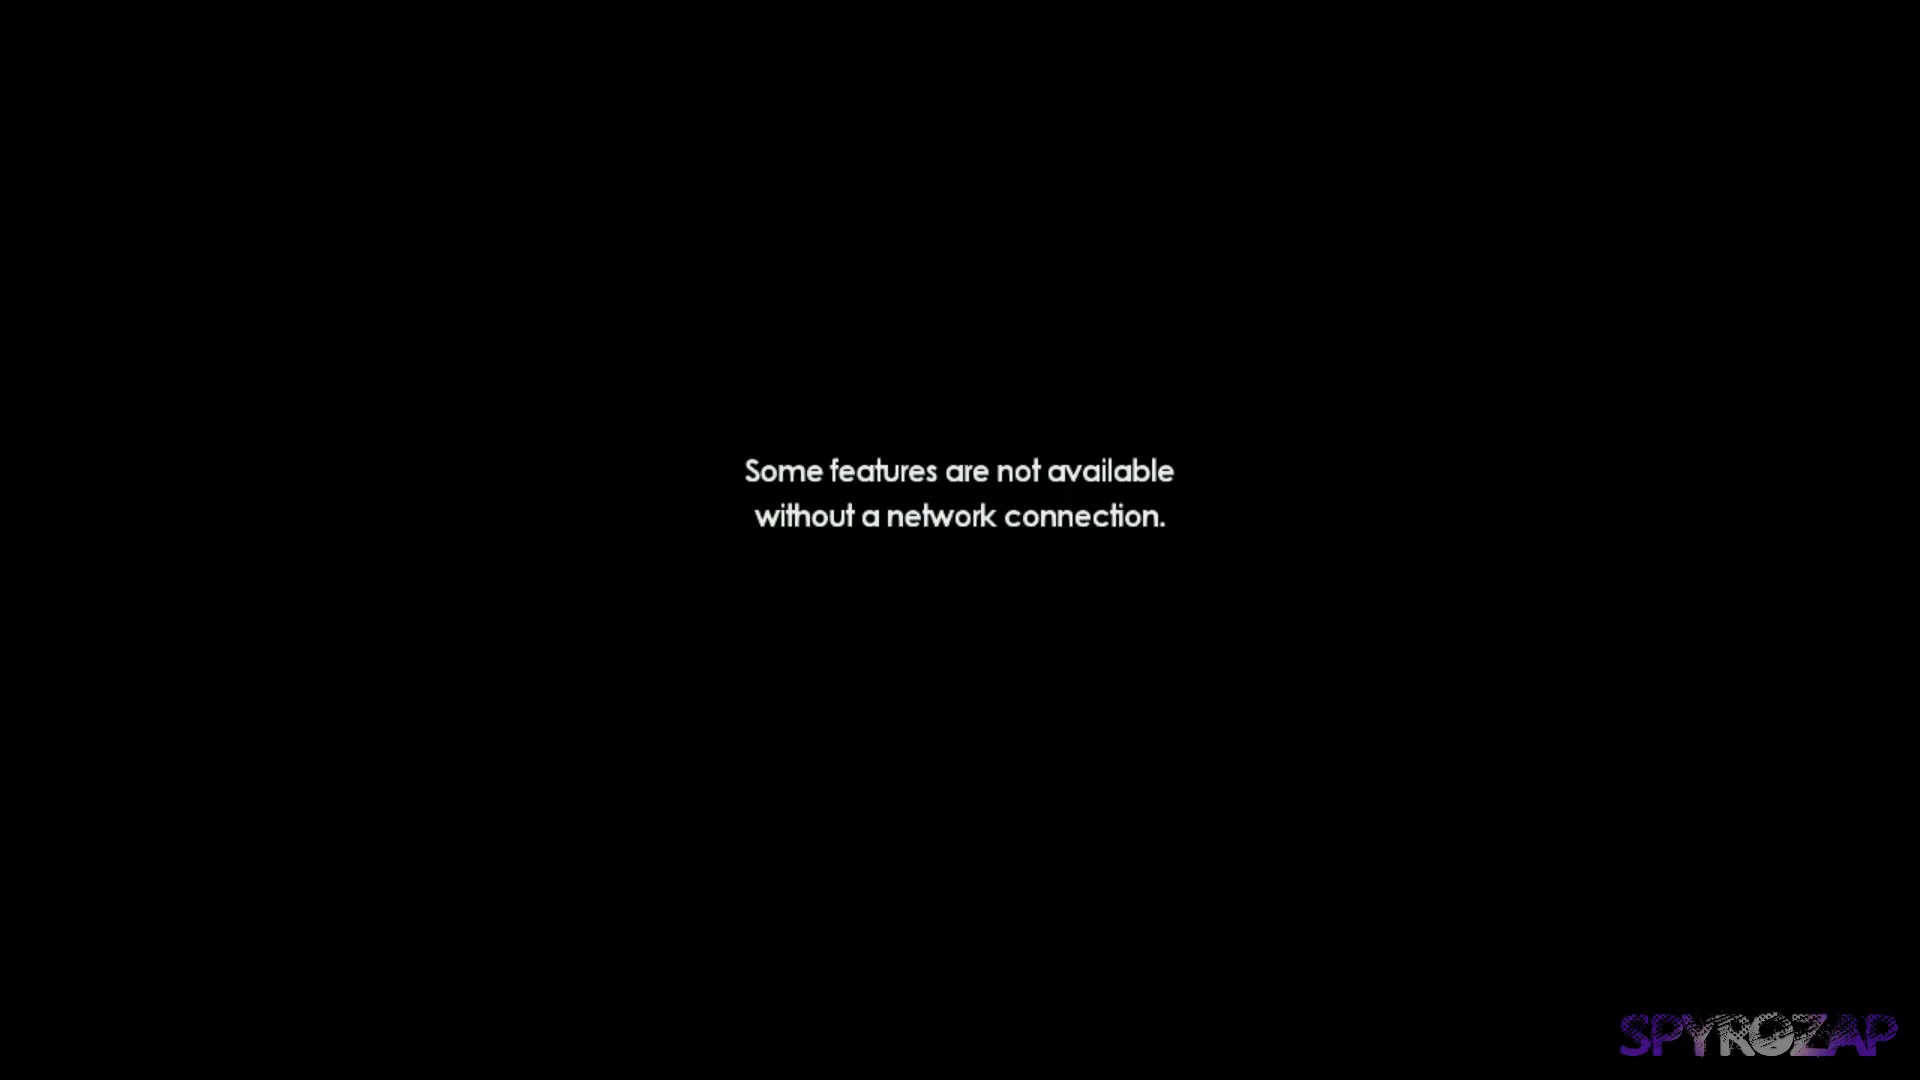 Some features are not available
without a network connection.
SPYROZAP